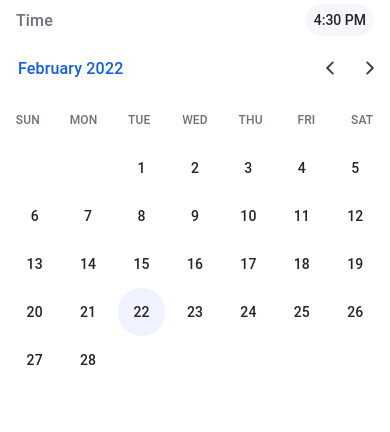 Time 4:30 PM
February 2022
SUN MON TUE WED THU FRI SAT
1 2 3 4 5
6 7 8 9 10 11 12
13 14 15 16 17 18 19
20 21 22 23 24 25 26
27 28